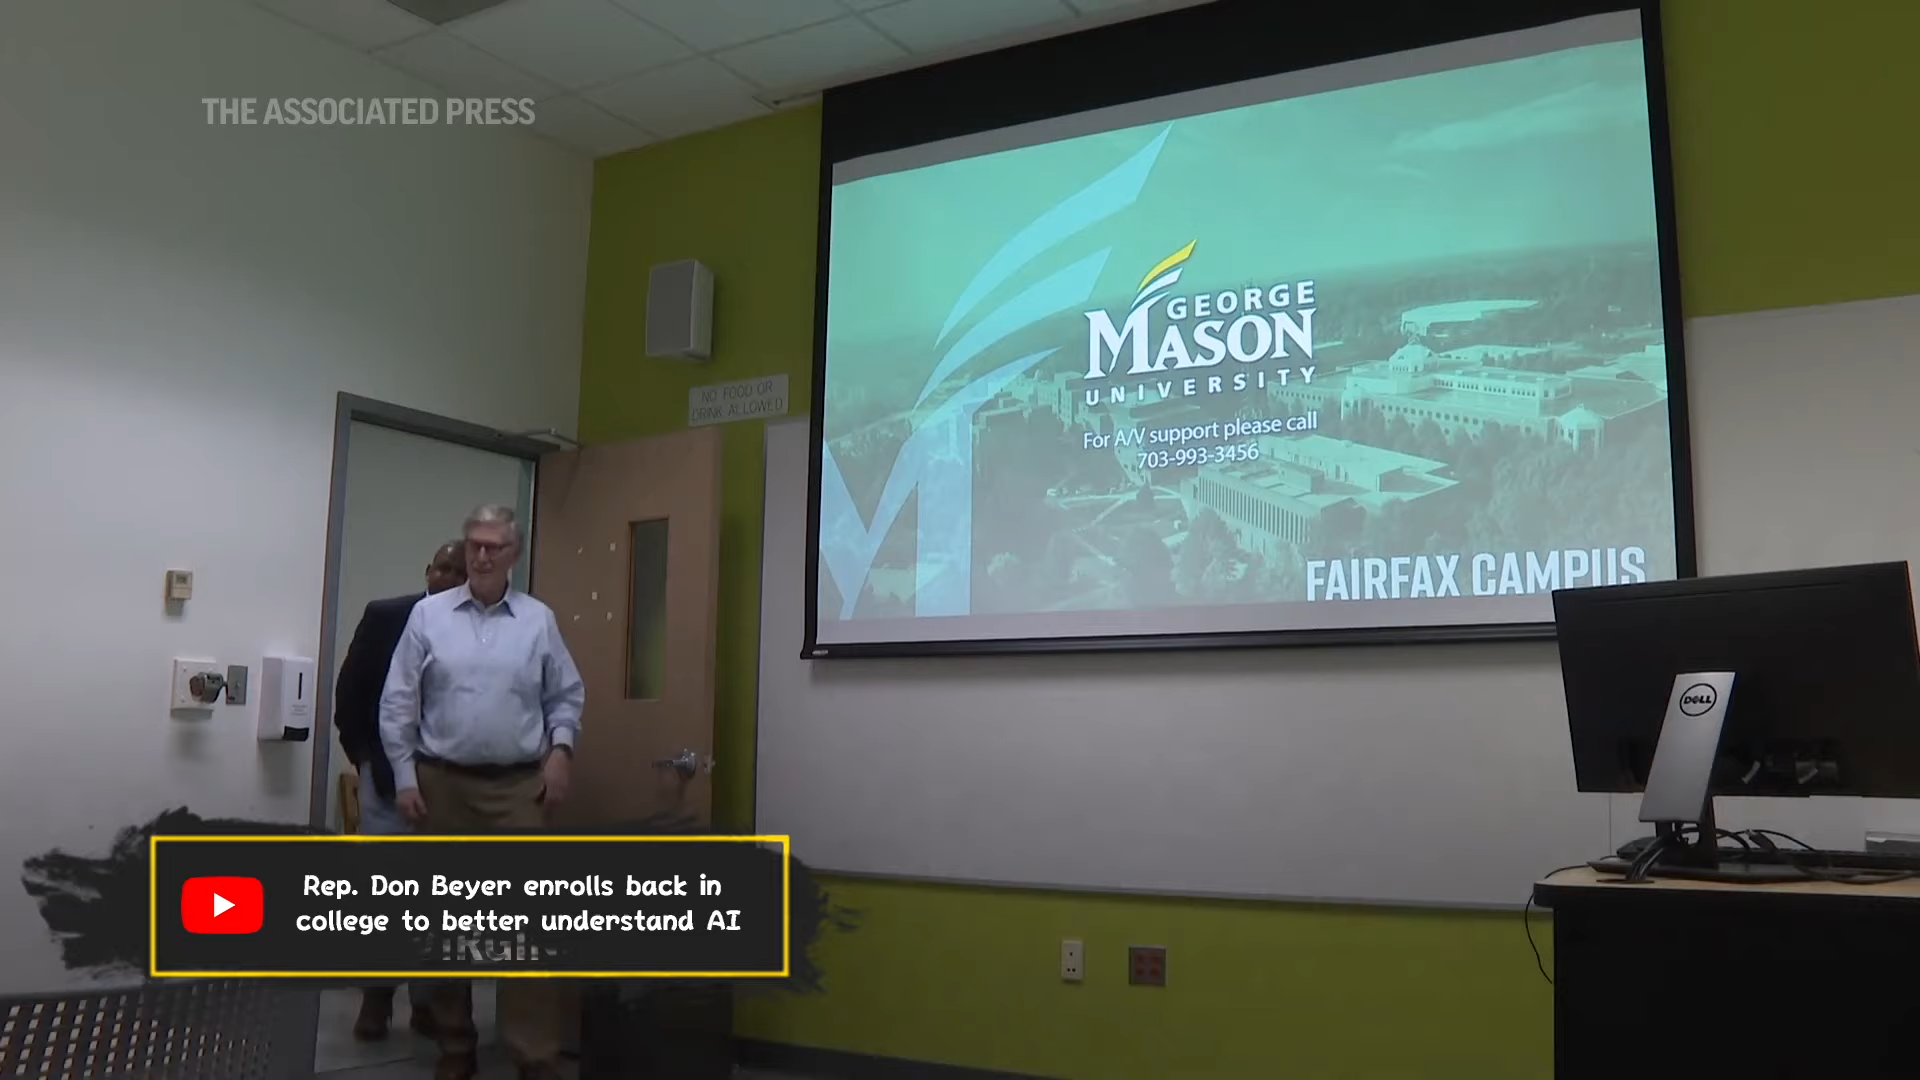 THE ASSOCIATED PRESS
GEORGE
MASON
UNIVERSITY
For A/V support please call
703-993-3456
FAIRFAX CAMPUS
NO FOOD OR
DRINK ALLOWED
DELL
Rep. Don Beyer enrolls back in
college to better understand AI